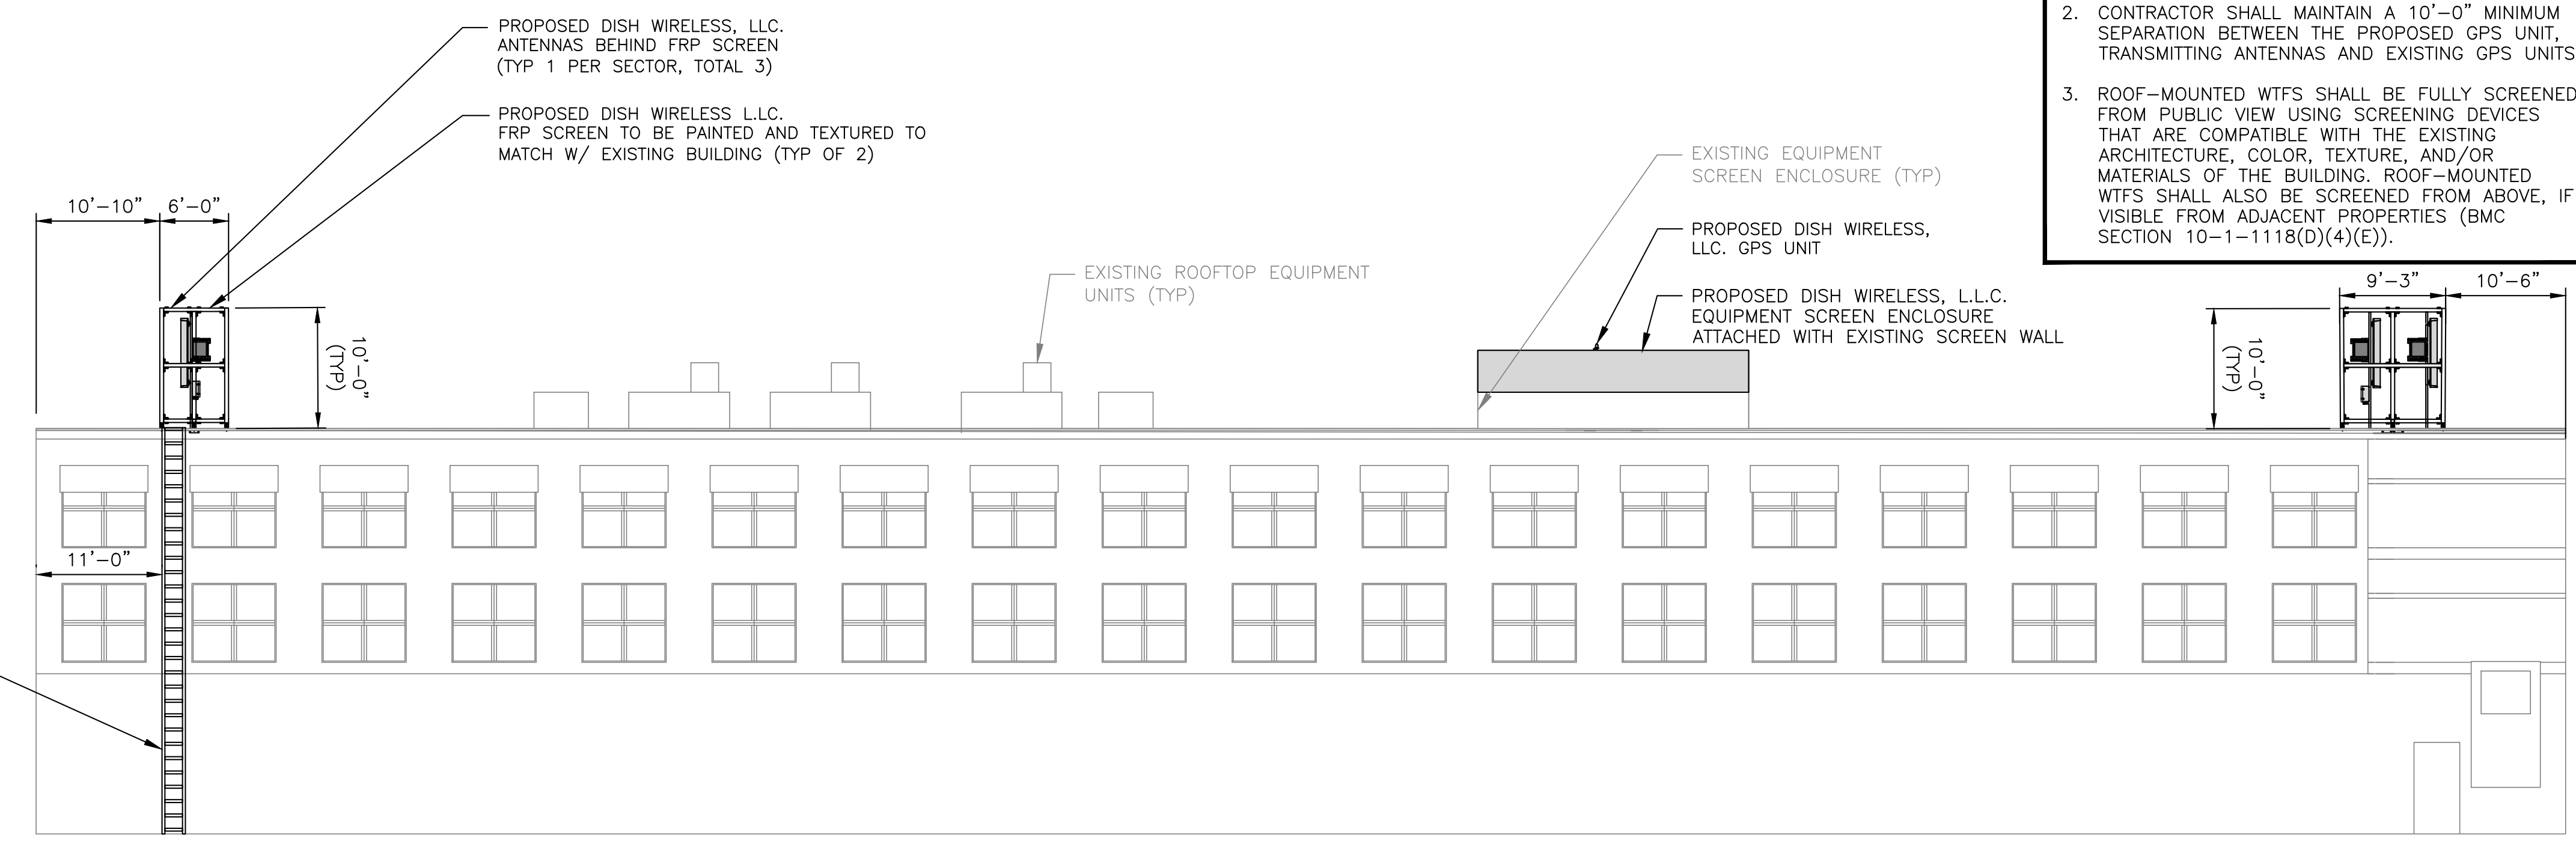 PROPOSED DISH WIRELESS, LLC.
ANTENNAS BEHIND FRP SCREEN
(TYP 1 PER SECTOR, TOTAL 3)
PROPOSED DISH WIRELESS L.LC.
FRP SCREEN TO BE PAINTED AND TEXTURED TO
MATCH W/ EXISTING BUILDING (TYP OF 2)
10'-10"
6'-0"
10'-0"
(TYP)
11'-0"
EXISTING ROOFTOP EQUIPMENT
UNITS (TYP)
EXISTING EQUIPMENT
SCREEN ENCLOSURE (TYP)
PROPOSED DISH WIRELESS,
LLC. GPS UNIT
PROPOSED DISH WIRELESS, L.L.C.
EQUIPMENT SCREEN ENCLOSURE
ATTACHED WITH EXISTING SCREEN WALL
2. CONTRACTOR SHALL MAINTAIN A 10'-0" MINIMUM
SEPARATION BETWEEN THE PROPOSED GPS UNIT,
TRANSMITTING ANTENNAS AND EXISTING GPS UNITS
3. ROOF-MOUNTED WTFS SHALL BE FULLY SCREENED
FROM PUBLIC VIEW USING SCREENING DEVICES
THAT ARE COMPATIBLE WITH THE EXISTING
ARCHITECTURE, COLOR, TEXTURE, AND/OR
MATERIALS OF THE BUILDING. ROOF-MOUNTED
WTFS SHALL ALSO BE SCREENED FROM ABOVE, IF
VISIBLE FROM ADJACENT PROPERTIES (BMC
SECTION 10-1-1118(D)(4)(E)).
9'-3"
10'-6"
10'-0"
(TYP)